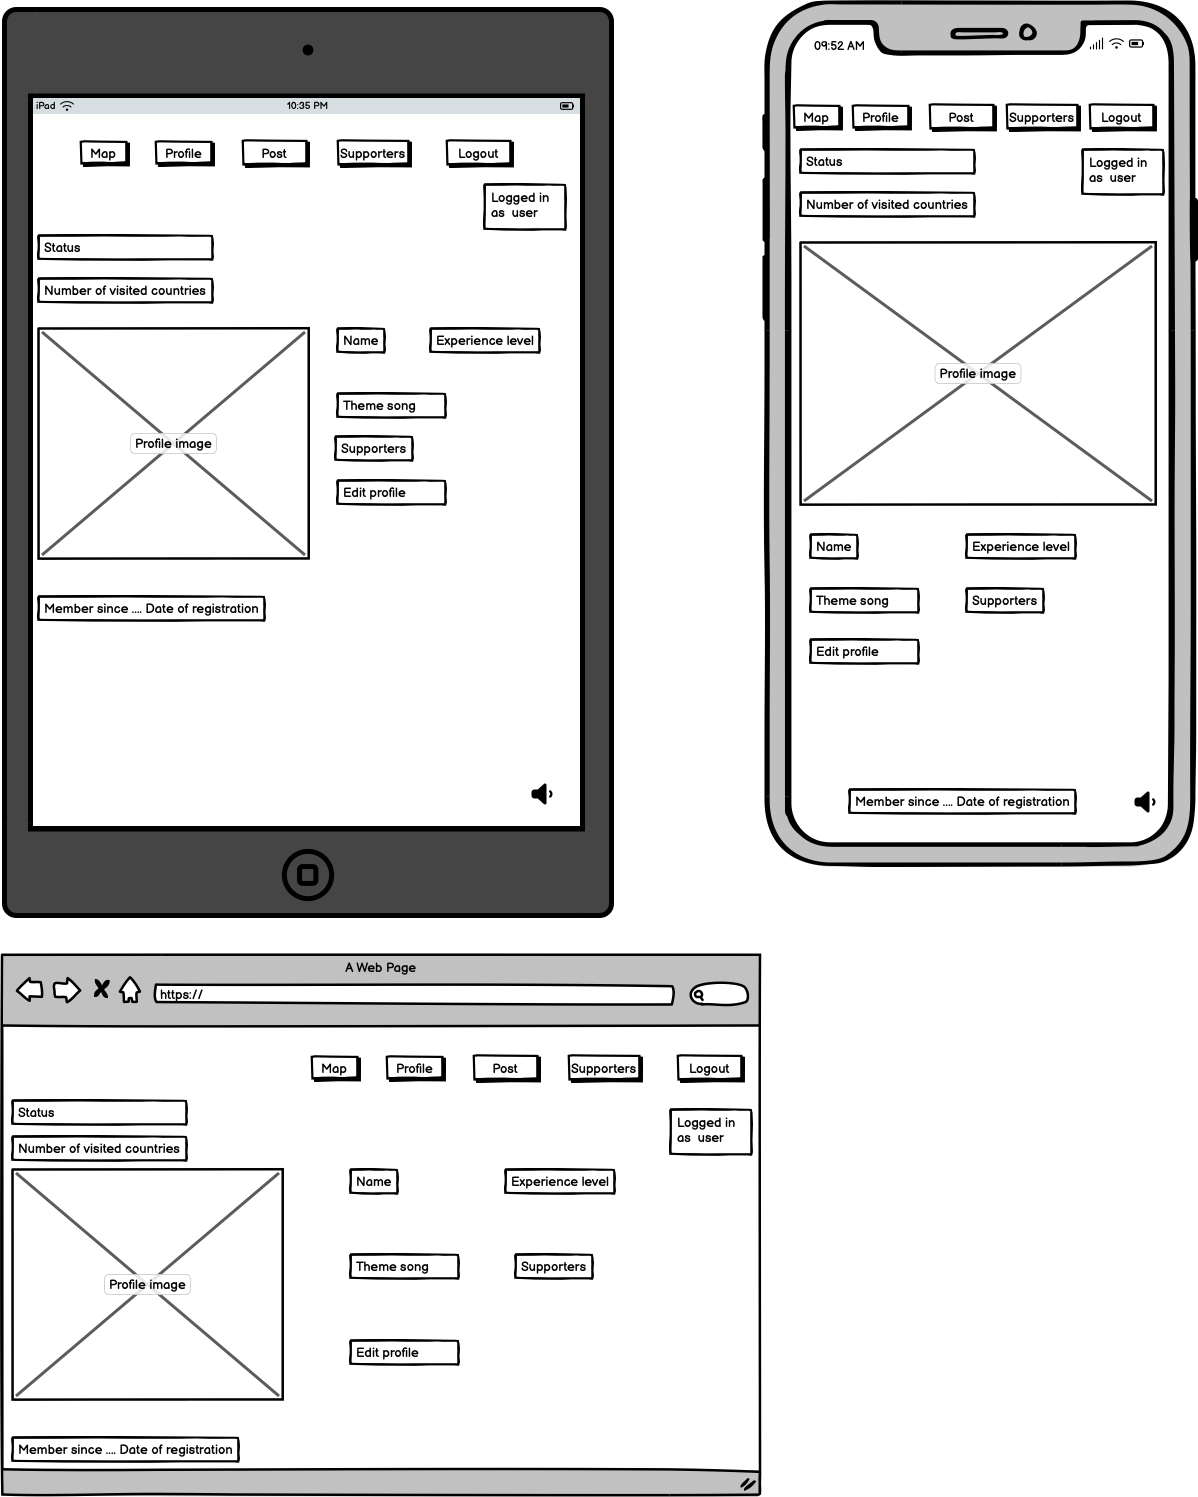 iPad
10:35 PM
Map
Profile
Post
Supporters
Logout
Logged in
as user
Status
Number of visited countries
Name
Experience level
Theme song
Profile image
Supporters
Edit profile
Member since .... Date of registration
09:52 AM
Map
Profile
Post
Supporters
Logout
Status
Logged in
as user
Number of visited countries
Profile image
Name
Experience level
Theme song
Supporters
Edit profile
Member since .... Date of registration
A Web Page
https://
Map
Profile
Post
Supporters
Logout
Status
Logged in
as user
Number of visited countries
Name
Experience level
Theme song
Supporters
Profile image
Edit profile
Member since .... Date of registration